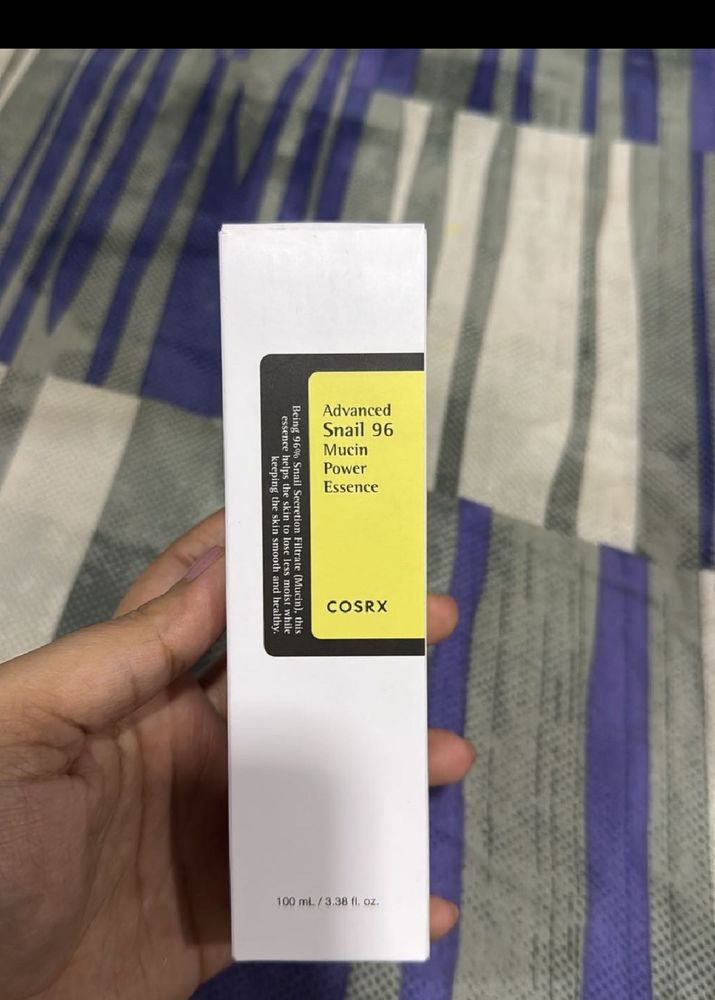 Advanced
Snail 96
Mucin
Power
Essence
COSRX
Being 96% Snail Secretion Filtrate (Mucin), this
essence helps the skin to lose less moist while
keeping the skin smooth and healthy.
100 mL / 3.38 fl. oz.